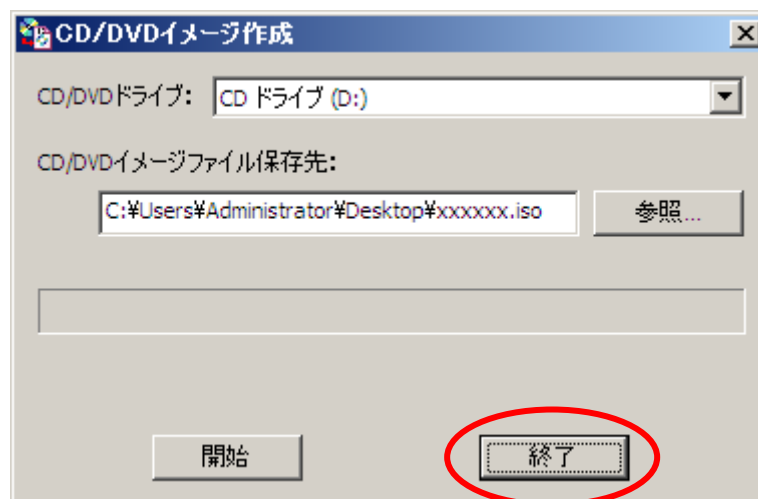 CD/DVDイメージ作成
CD/DVDドライブ: CD ドライブ (D:)
CD/DVDイメージファイル保存先:
C:¥Users¥Administrator¥Desktop¥xxxxxx.iso 参照...
開始 終了